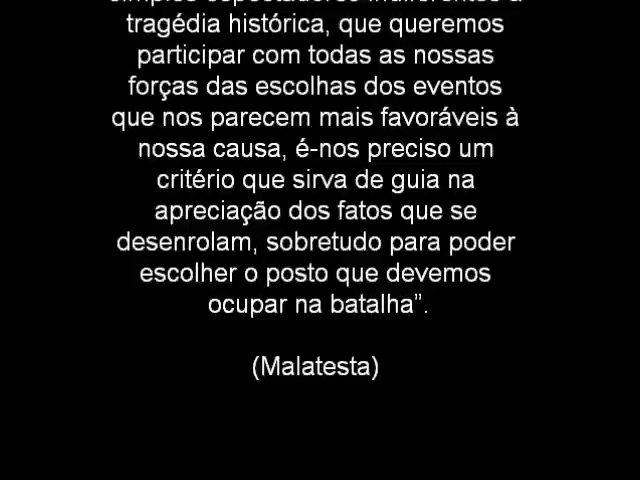 tragédia histórica, que queremos
participar com todas as nossas
forças das escolhas dos eventos
que nos parecem mais favoráveis à
nossa causa, é-nos preciso um
critério que sirva de guia na
apreciação dos fatos que se
desenrolam, sobretudo para poder
escolher o posto que devemos
ocupar na batalha”.
(Malatesta)